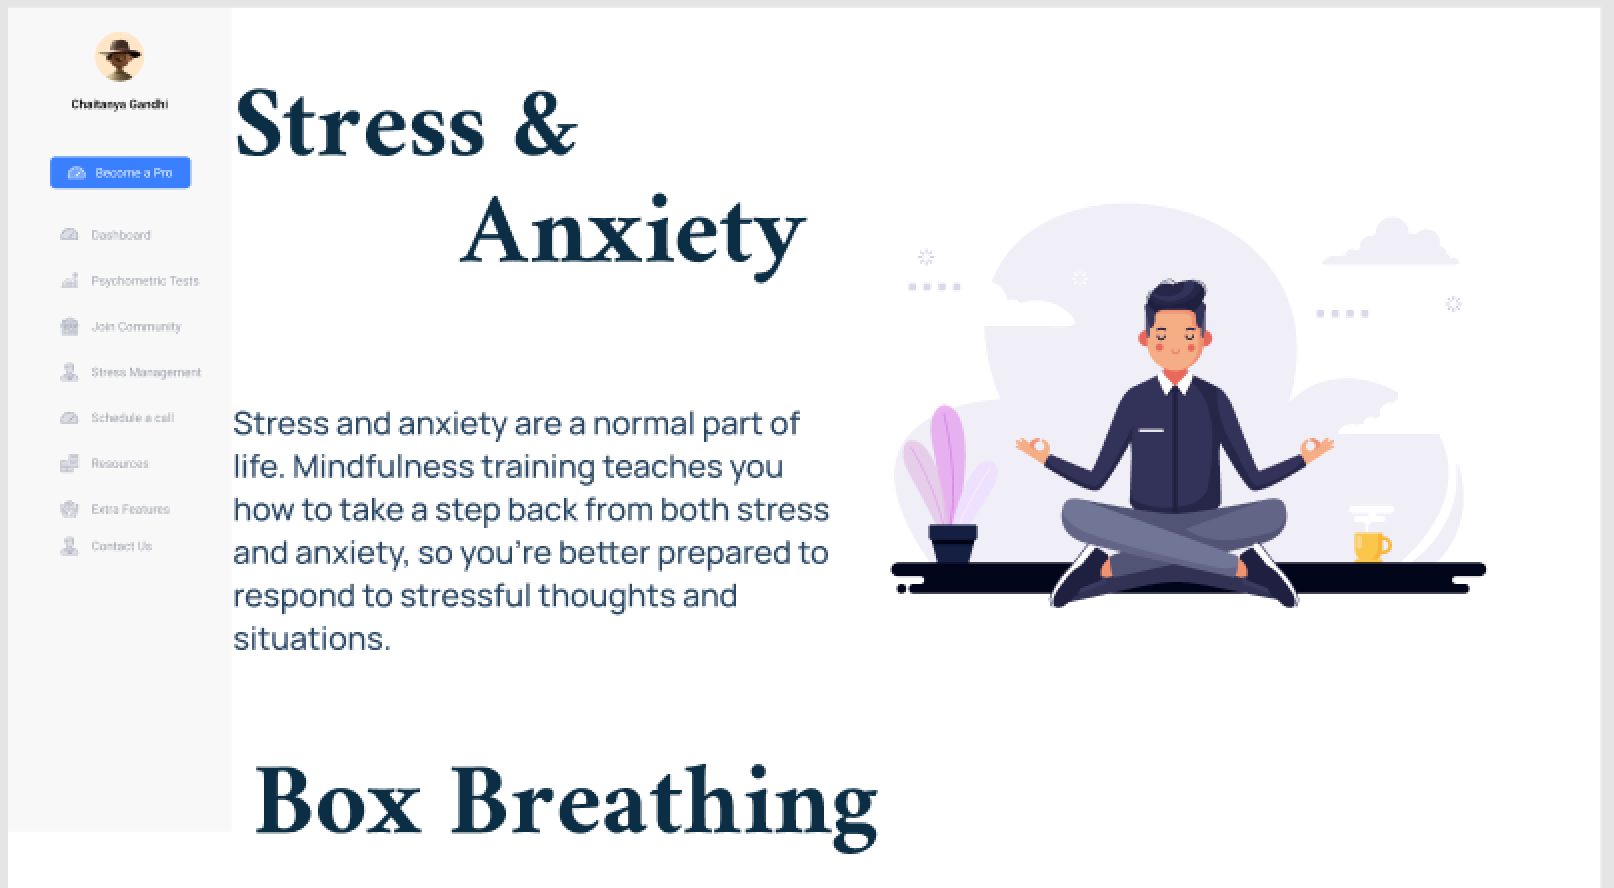 Chaitanya Gandhi
Become a Pro
Dashboard
Psychometric Tests
Join Community
Stress Management
Schedule a call
Resources
Extra Features
Contact Us
Stress &
Anxiety
Stress and anxiety are a normal part of
life. Mindfulness training teaches you
how to take a step back from both stress
and anxiety, so you’re better prepared to
respond to stressful thoughts and
situations.
Box Breathing